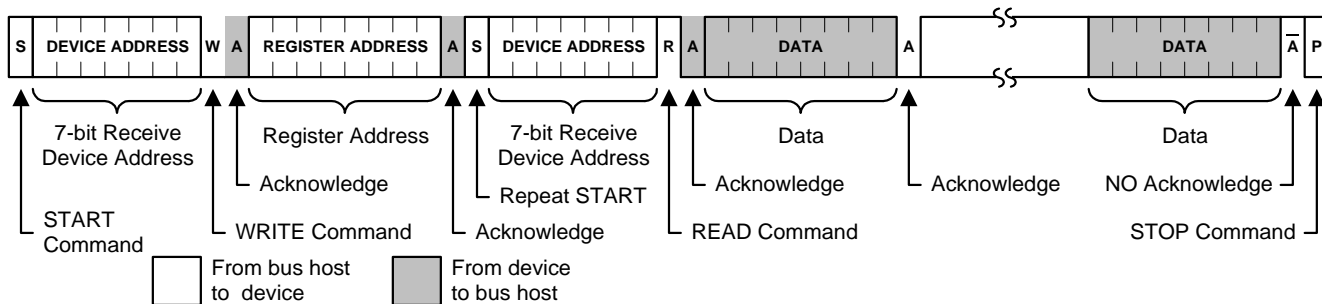 S DEVICE ADDRESS W A REGISTER ADDRESS A S DEVICE ADDRESS R A DATA A DATA A̅ P
7-bit Receive
Device Address
Register Address
7-bit Receive
Device Address
Data
Data
Acknowledge
Repeat START
Acknowledge
Acknowledge
NO Acknowledge
START
Command
WRITE Command
Acknowledge
READ Command
STOP Command
From bus host
to device
From device
to bus host